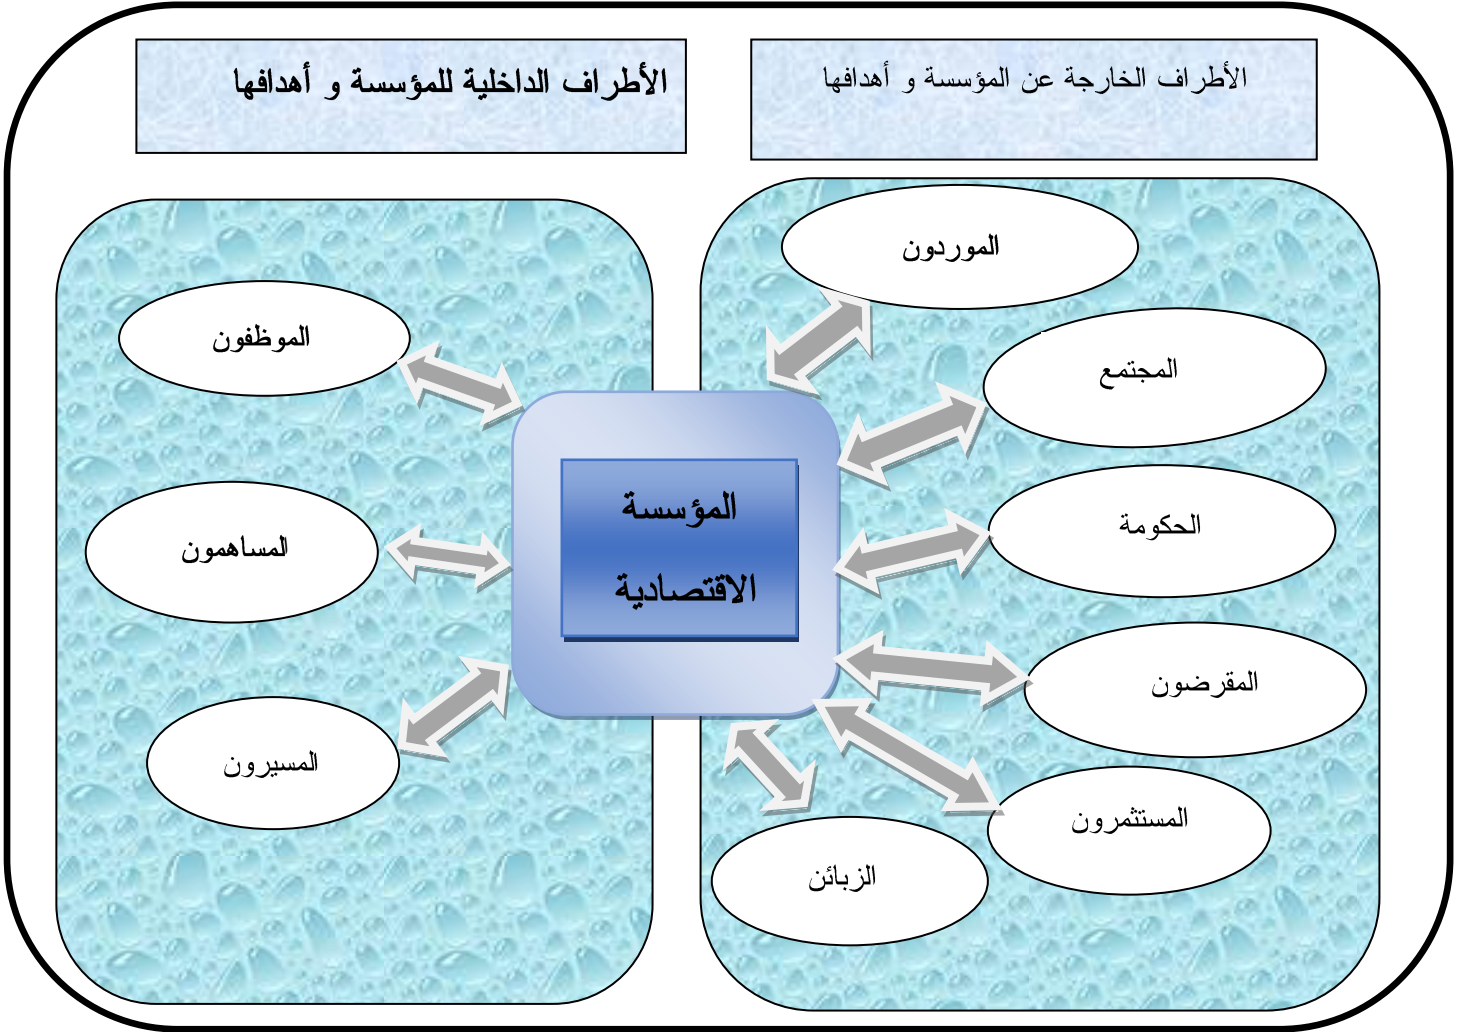 الأطراف الخارجة عن المؤسسة و أهدافها
الأطراف الداخلية للمؤسسة و أهدافها
الموردون
المجتمع
الحكومة
المقرضون
المستثمرون
الزبائن
المؤسسة
الاقتصادية
الموظفون
المساهمون
المسيرون